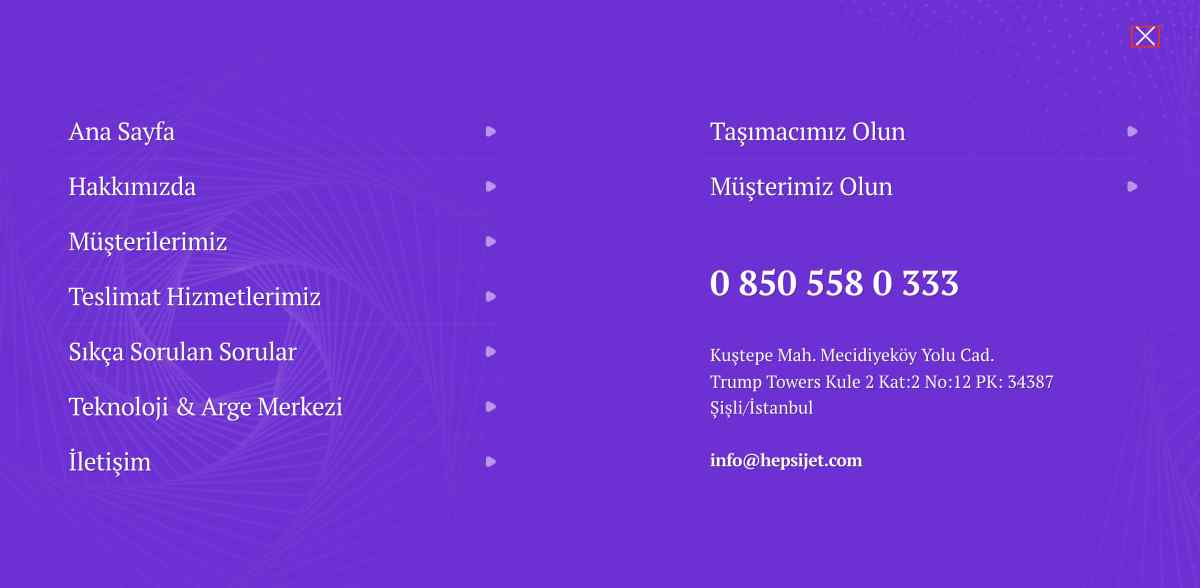 Ana Sayfa
Hakkımızda
Müşterilerimiz
Teslimat Hizmetlerimiz
Sıkça Sorulan Sorular
Teknoloji & Arge Merkezi
İletişim
Taşımacımız Olun
Müşterimiz Olun
0 850 558 0 333
Kuştepe Mah. Mecidiyeköy Yolu Cad.
Trump Towers Kule 2 Kat:2 No:12 PK: 34387
Şişli/İstanbul
info@hepsijet.com